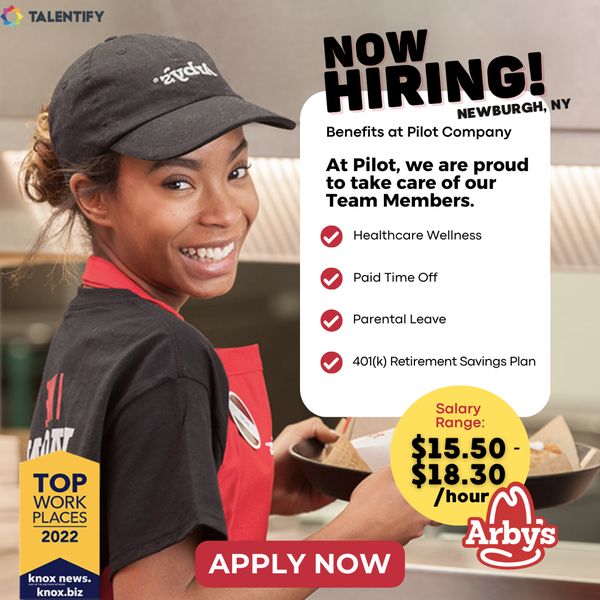 TALENTIFY
Arby's
NOW
HIRING!
NEWBURGH, NY
Benefits at Pilot Company
At Pilot, we are proud
to take care of our
Team Members.
Healthcare Wellness
Paid Time Off
Parental Leave
401(k) Retirement Savings Plan
Salary
Range:
$15.50 -
$18.30
/hour
Arby's
TOP
WORK
PLACES
2022
knox news.
knox.biz
APPLY NOW